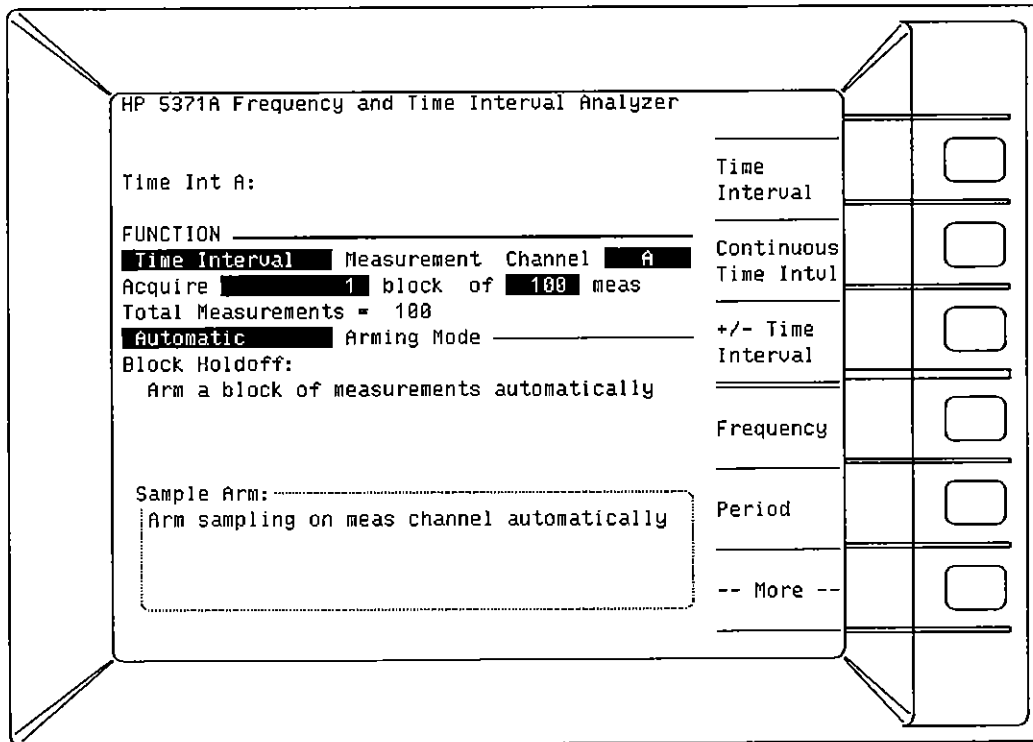 HP 5371A Frequency and Time Interval Analyzer
Time Int A:
FUNCTION
Time Interval Measurement Channel A
Acquire 1 block of 100 meas
Total Measurements = 100
Automatic Arming Mode
Block Holdoff:
Arm a block of measurements automatically
Sample Arm:
Arm sampling on meas channel automatically
Time
Interval
Continuous
Time Intvl
+/- Time
Interval
Frequency
Period
-- More --